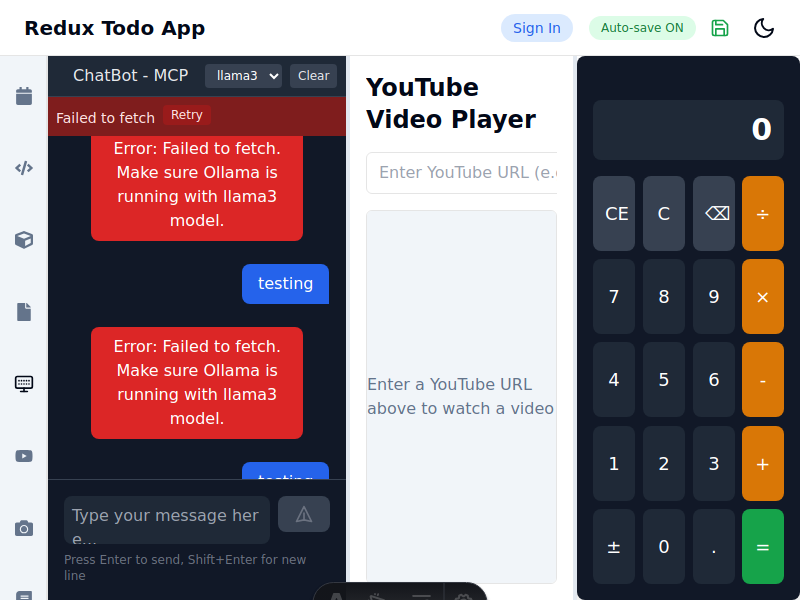 Redux Todo App
Sign In
Auto-save ON
ChatBot - MCP
llama3
Clear
Failed to fetch
Retry
Error: Failed to fetch.
Make sure Ollama is
running with llama3
model.
testing
Error: Failed to fetch.
Make sure Ollama is
running with llama3
model.
testing
Type your message her
e...
Press Enter to send, Shift+Enter for new
line
YouTube
Video Player
Enter YouTube URL (e.
Enter a YouTube URL
above to watch a video
0
CE
C
⌫
÷
7
8
9
×
4
5
6
-
1
2
3
+
±
0
.
=